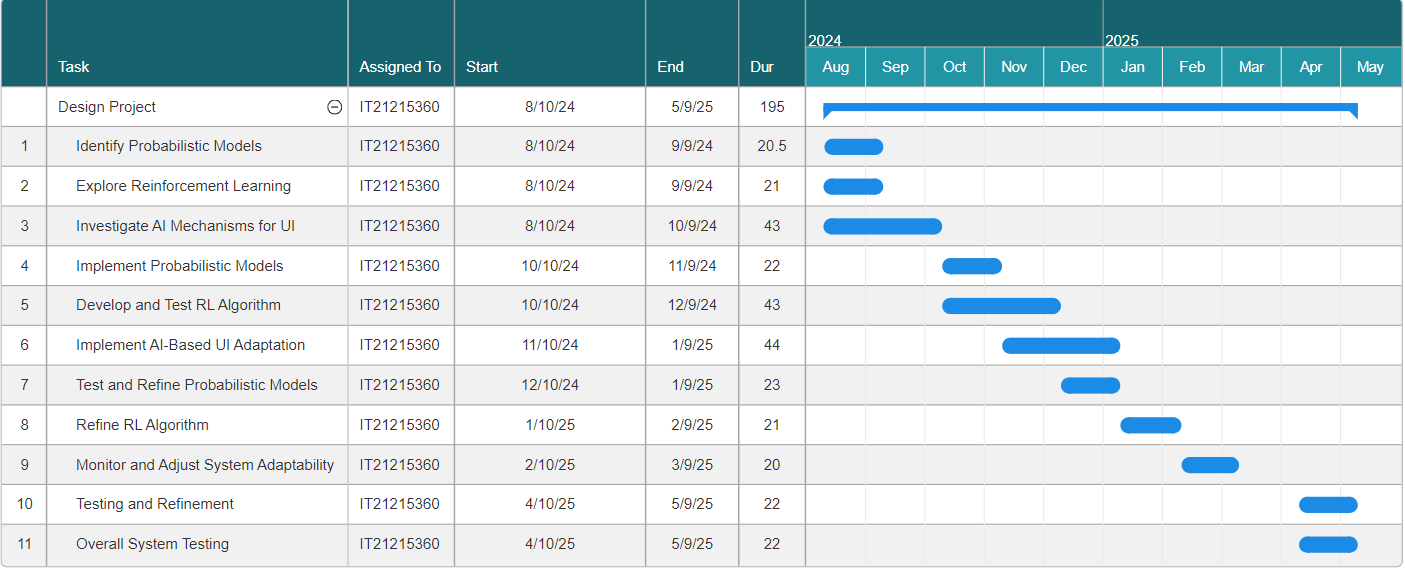 2024 2025
Task Assigned To Start End Dur Aug Sep Oct Nov Dec Jan Feb Mar Apr May
Design Project IT21215360 8/10/24 5/9/25 195
1 Identify Probabilistic Models IT21215360 8/10/24 9/9/24 20.5
2 Explore Reinforcement Learning IT21215360 8/10/24 9/9/24 21
3 Investigate AI Mechanisms for UI IT21215360 8/10/24 10/9/24 43
4 Implement Probabilistic Models IT21215360 10/10/24 11/9/24 22
5 Develop and Test RL Algorithm IT21215360 10/10/24 12/9/24 43
6 Implement AI-Based UI Adaptation IT21215360 11/10/24 1/9/25 44
7 Test and Refine Probabilistic Models IT21215360 12/10/24 1/9/25 23
8 Refine RL Algorithm IT21215360 1/10/25 2/9/25 21
9 Monitor and Adjust System Adaptability IT21215360 2/10/25 3/9/25 20
10 Testing and Refinement IT21215360 4/10/25 5/9/25 22
11 Overall System Testing IT21215360 4/10/25 5/9/25 22